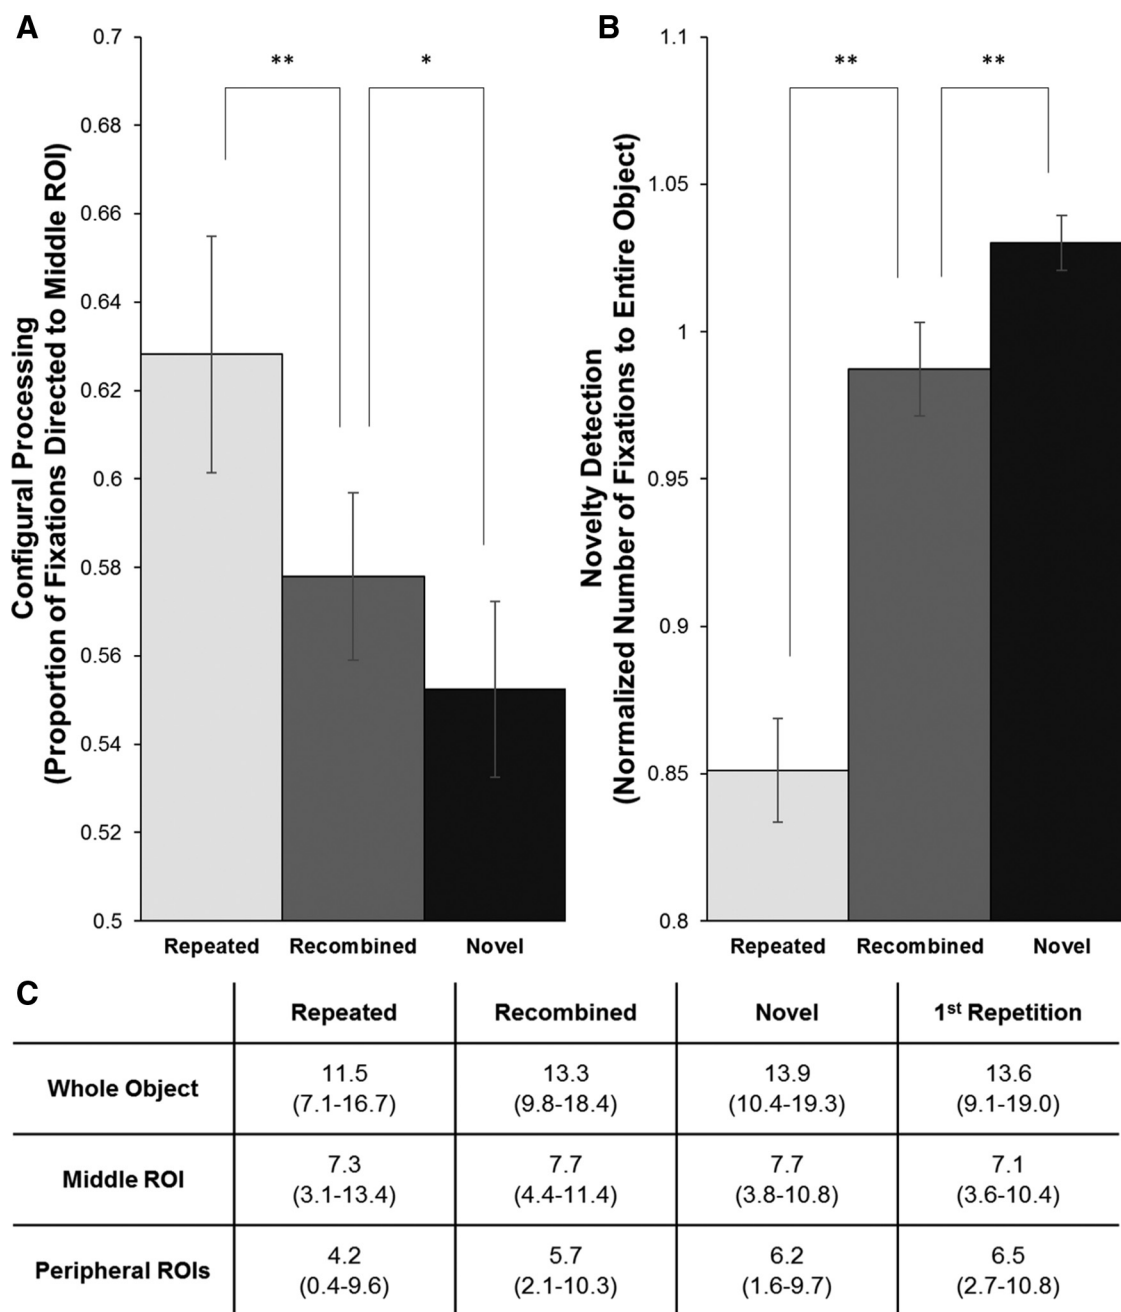 A
Configural Processing
(Proportion of Fixations Directed to Middle ROI)
0.7
0.68
0.66
0.64
0.62
0.6
0.58
0.56
0.54
0.52
0.5
** *
Repeated Recombined Novel
B
Novelty Detection
(Normalized Number of Fixations to Entire Object)
1.1
1.05
1
0.95
0.9
0.85
0.8
** **
Repeated Recombined Novel
C
Repeated Recombined Novel 1st Repetition
Whole Object 11.5 13.3 13.9 13.6
(7.1-16.7) (9.8-18.4) (10.4-19.3) (9.1-19.0)
Middle ROI 7.3 7.7 7.7 7.1
(3.1-13.4) (4.4-11.4) (3.8-10.8) (3.6-10.4)
Peripheral ROIs 4.2 5.7 6.2 6.5
(0.4-9.6) (2.1-10.3) (1.6-9.7) (2.7-10.8)